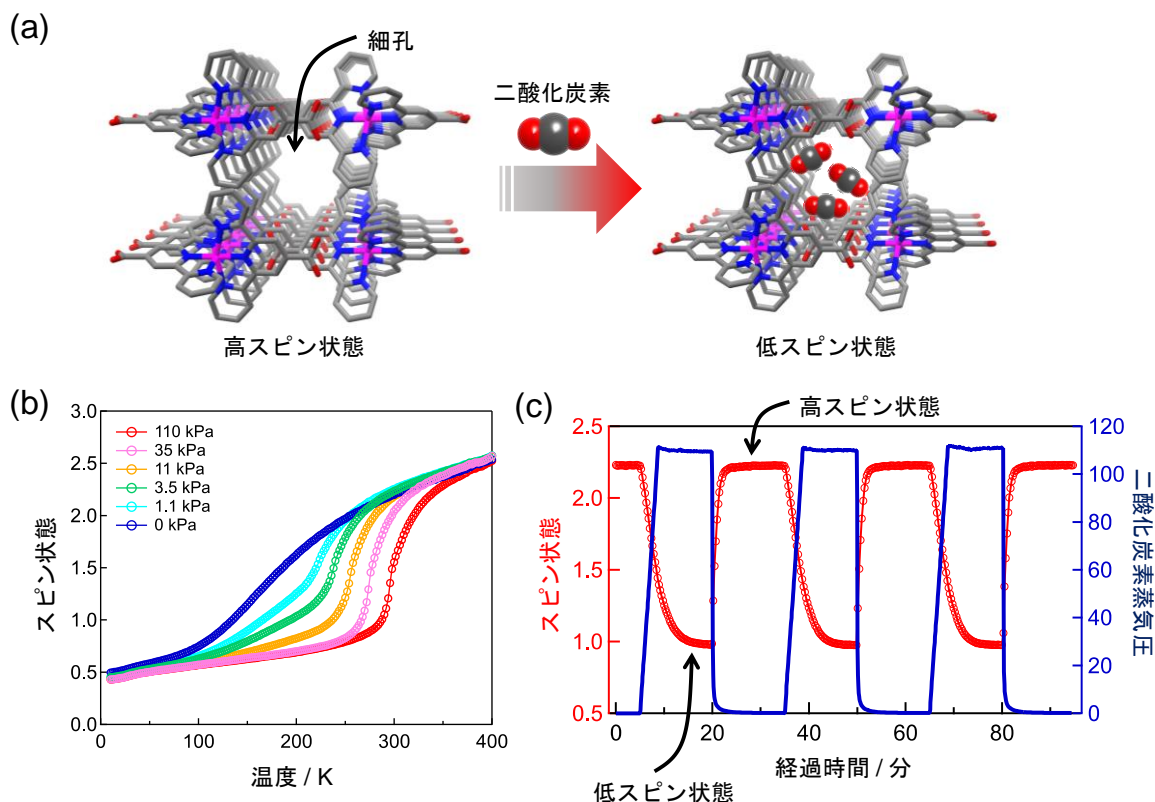 (a)
細孔
二酸化炭素
高スピン状態
低スピン状態
(b)
3.0
2.5
2.0
1.5
1.0
0.5
0.0
スピン状態
110 kPa
35 kPa
11 kPa
3.5 kPa
1.1 kPa
0 kPa
0
100
200
300
400
温度 / K
(c)
高スピン状態
2.5
2.0
1.5
1.0
0.5
スピン状態
120
100
80
60
40
20
0
二酸化炭素蒸気圧
0
20
40
60
80
経過時間 / 分
低スピン状態